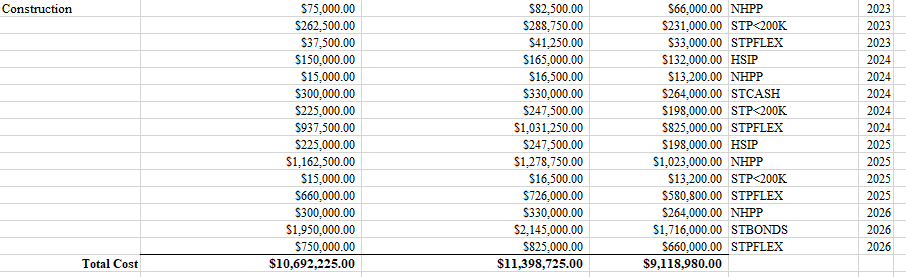 Construction $75,000.00 $82,500.00 $66,000.00 NHPP 2023
$262,500.00 $288,750.00 $231,000.00 STP<200K 2023
$37,500.00 $41,250.00 $33,000.00 STPFLEX 2023
$150,000.00 $165,000.00 $132,000.00 HSIP 2024
$15,000.00 $16,500.00 $13,200.00 NHPP 2024
$300,000.00 $330,000.00 $264,000.00 STCASH 2024
$225,000.00 $247,500.00 $198,000.00 STP<200K 2024
$937,500.00 $1,031,250.00 $825,000.00 STPFLEX 2024
$225,000.00 $247,500.00 $198,000.00 HSIP 2025
$1,162,500.00 $1,278,750.00 $1,023,000.00 NHPP 2025
$15,000.00 $16,500.00 $13,200.00 STP<200K 2025
$660,000.00 $726,000.00 $580,800.00 STPFLEX 2025
$300,000.00 $330,000.00 $264,000.00 NHPP 2026
$1,950,000.00 $2,145,000.00 $1,716,000.00 STBONDS 2026
$750,000.00 $825,000.00 $660,000.00 STPFLEX 2026
Total Cost $10,692,225.00 $11,398,725.00 $9,118,980.00